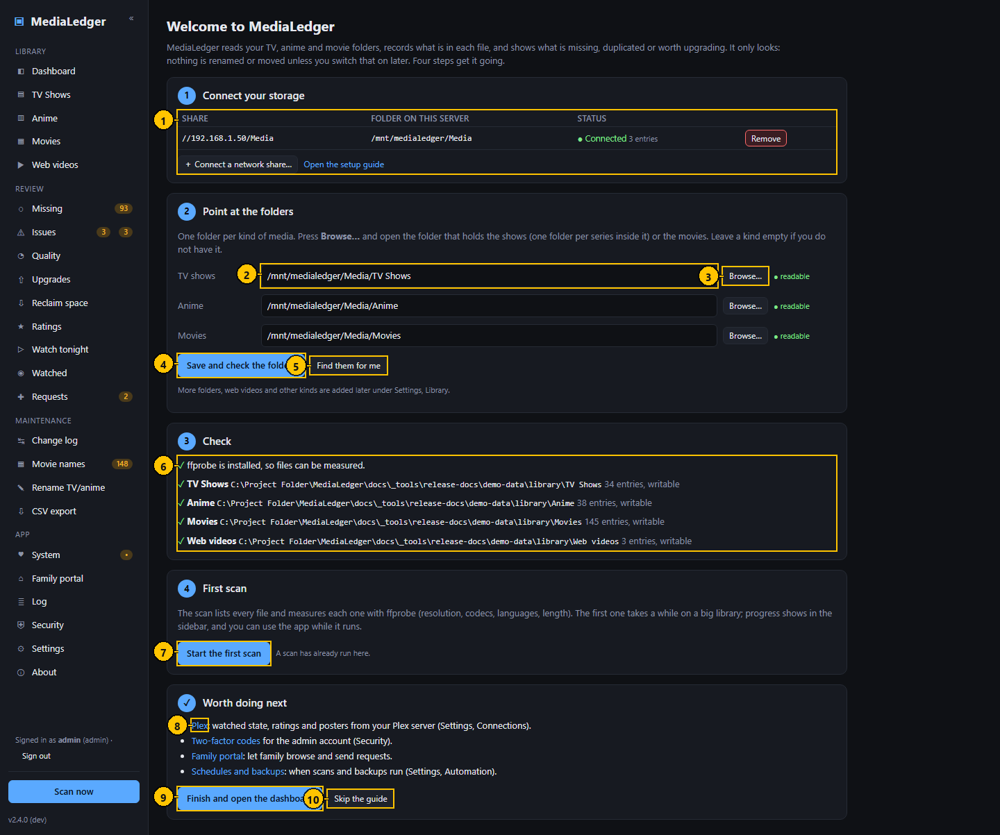 MediaLedger «
LIBRARY
Dashboard
TV Shows
Anime
Movies
Web videos
REVIEW
Missing 93
Issues 3 3
Quality
Upgrades
Reclaim space
Ratings
Watch tonight
Watched
Requests 2
MAINTENANCE
Change log
Movie names 148
Rename TV/anime
CSV export
APP
System
Family portal
Log
Security
Settings
About
Signed in as admin (admin) ·
Sign out
Scan now
v2.4.0 (dev)
Welcome to MediaLedger
MediaLedger reads your TV, anime and movie folders, records what is in each file, and shows what is missing, duplicated or worth upgrading. It only looks:
nothing is renamed or moved unless you switch that on later. Four steps get it going.
1 Connect your storage
1 SHARE FOLDER ON THIS SERVER STATUS
//192.168.1.50/Media /mnt/medialedger/Media ● Connected 3 entries Remove
+ Connect a network share... Open the setup guide
2 Point at the folders
One folder per kind of media. Press Browse... and open the folder that holds the shows (one folder per series inside it) or the movies. Leave a kind empty if you do
not have it.
TV shows 2 /mnt/medialedger/Media/TV Shows 3 Browse... ● readable
Anime /mnt/medialedger/Media/Anime Browse... ● readable
Movies /mnt/medialedger/Media/Movies Browse... ● readable
4 Save and check the fold 5 Find them for me
More folders, web videos and other kinds are added later under Settings, Library.
3 Check
6 ✓ ffprobe is installed, so files can be measured.
✓ TV Shows C:\Project Folder\MediaLedger\docs\_tools\release-docs\demo-data\library\TV Shows 34 entries, writable
✓ Anime C:\Project Folder\MediaLedger\docs\_tools\release-docs\demo-data\library\Anime 38 entries, writable
✓ Movies C:\Project Folder\MediaLedger\docs\_tools\release-docs\demo-data\library\Movies 145 entries, writable
✓ Web videos C:\Project Folder\MediaLedger\docs\_tools\release-docs\demo-data\library\Web videos 3 entries, writable
4 First scan
The scan lists every file and measures each one with ffprobe (resolution, codecs, languages, length). The first one takes a while on a big library; progress shows in the
sidebar, and you can use the app while it runs.
7 Start the first scan A scan has already run here.
✓ Worth doing next
8 Plex: watched state, ratings and posters from your Plex server (Settings, Connections).
• Two-factor codes for the admin account (Security).
• Family portal: let family browse and send requests.
• Schedules and backups: when scans and backups run (Settings, Automation).
9 Finish and open the dashboa 10 Skip the guide